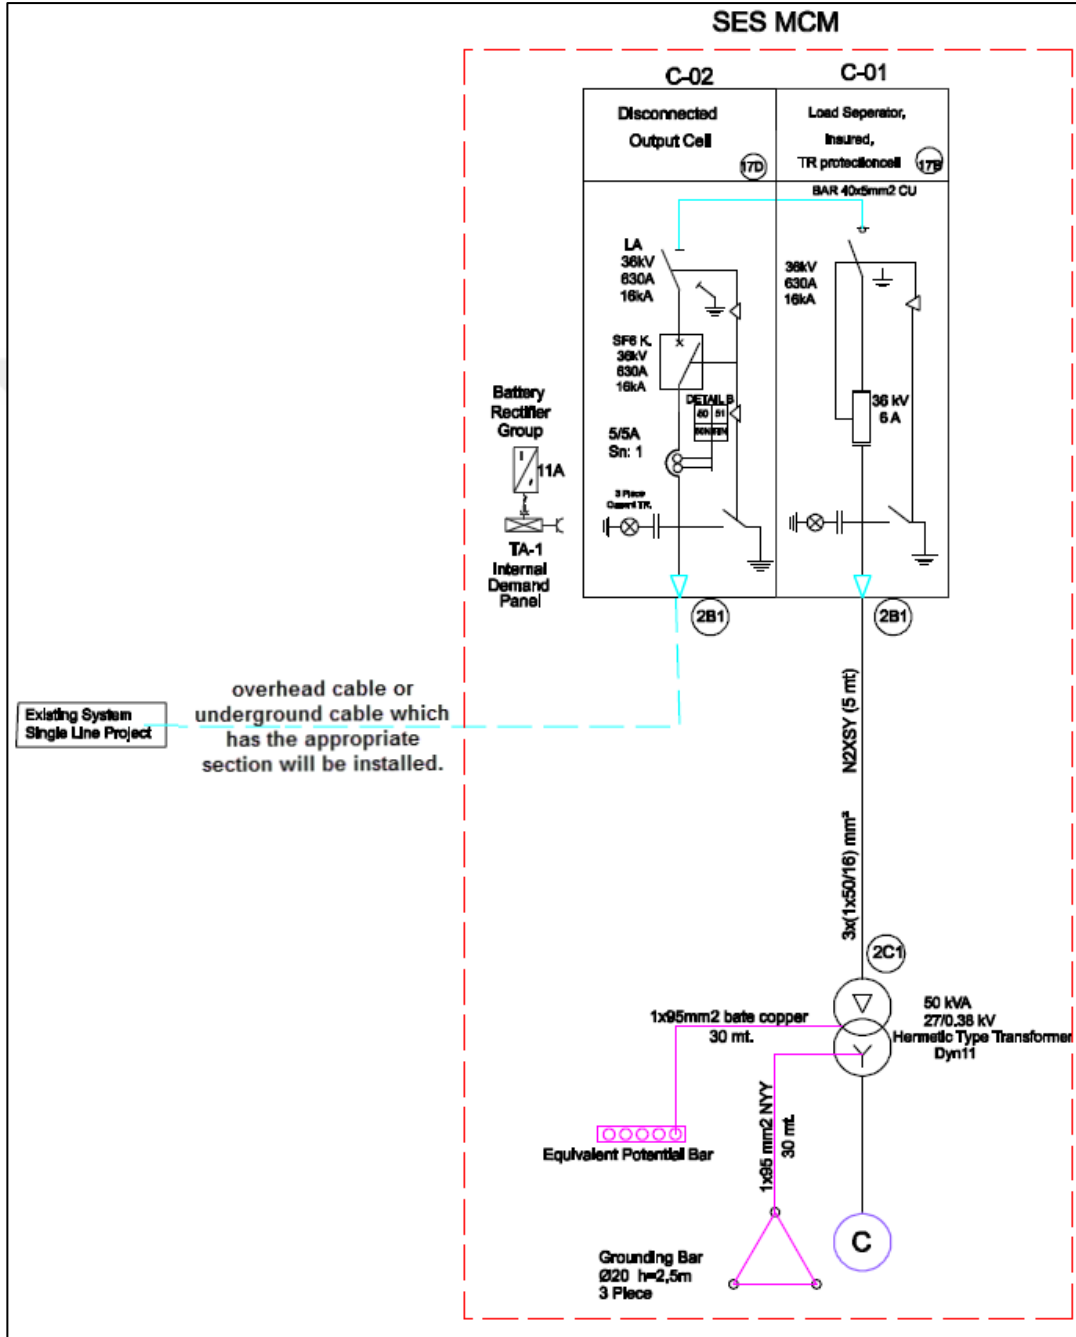 SES MCM
C-02
C-01
Disconnected
Output Cell
17D
Load Seperator,
Insured,
TR protectioncell
17B
BAR 40x5mm2 CU
LA
36kV
630A
16kA
36kV
630A
16kA
SF6 K.
36kV
630A
16kA
DETAIL B
50 51
36 kV
6 A
5/5A
Sn: 1
Battery
Rectifier
Group
11A
3 Piece
TR.
TA-1
Internal
Demand
Panel
2B1
2B1
overhead cable or
underground cable which
has the appropriate
section will be installed.
Existing System
Single Line Project
N2XSY (5 mt)
3x(1x50/16) mm²
2C1
50 kVA
27/0.38 kV
Hermetic Type Transformer
Dyn11
1x95mm2 bate copper
30 mt.
1x95 mm2 NYY
30 mt.
Equivalent Potential Bar
Grounding Bar
Ø20 h=2,5m
3 Piece
C